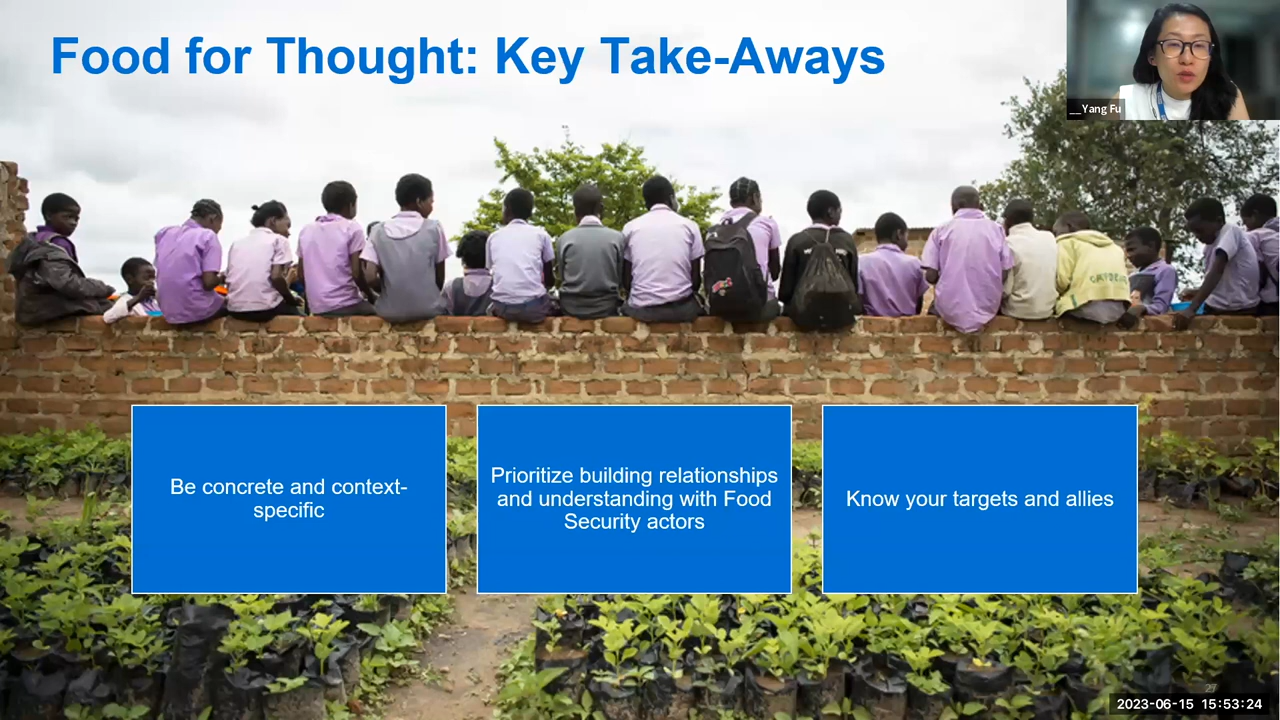 Food for Thought: Key Take-Aways
__Yang Fu
Be concrete and context-
specific
Prioritize building relationships
and understanding with Food
Security actors
Know your targets and allies
2023-06-15 15:53:24